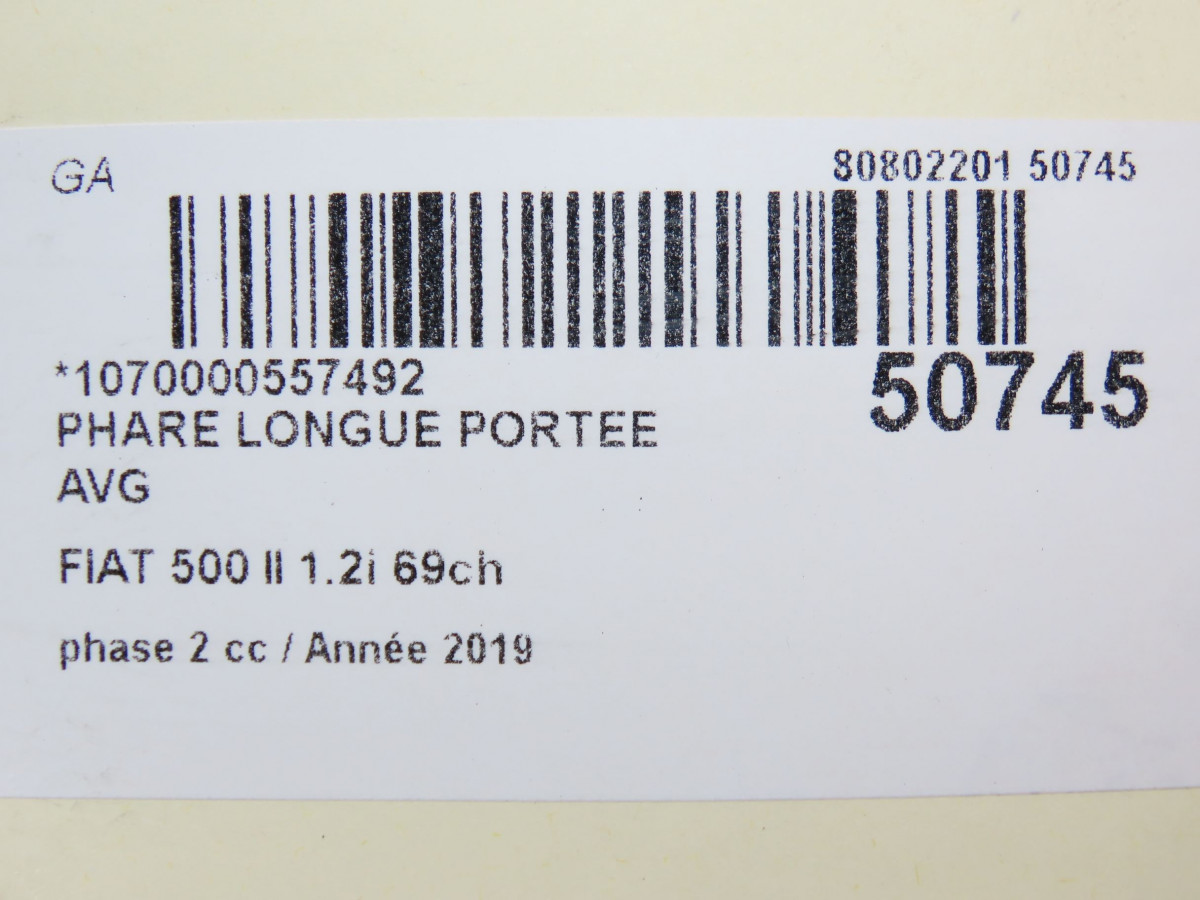 GA
80802201 50745
*1070000557492
50745
PHARE LONGUE PORTEE
AVG
FIAT 500 II 1.2i 69ch
phase 2 cc / Année 2019